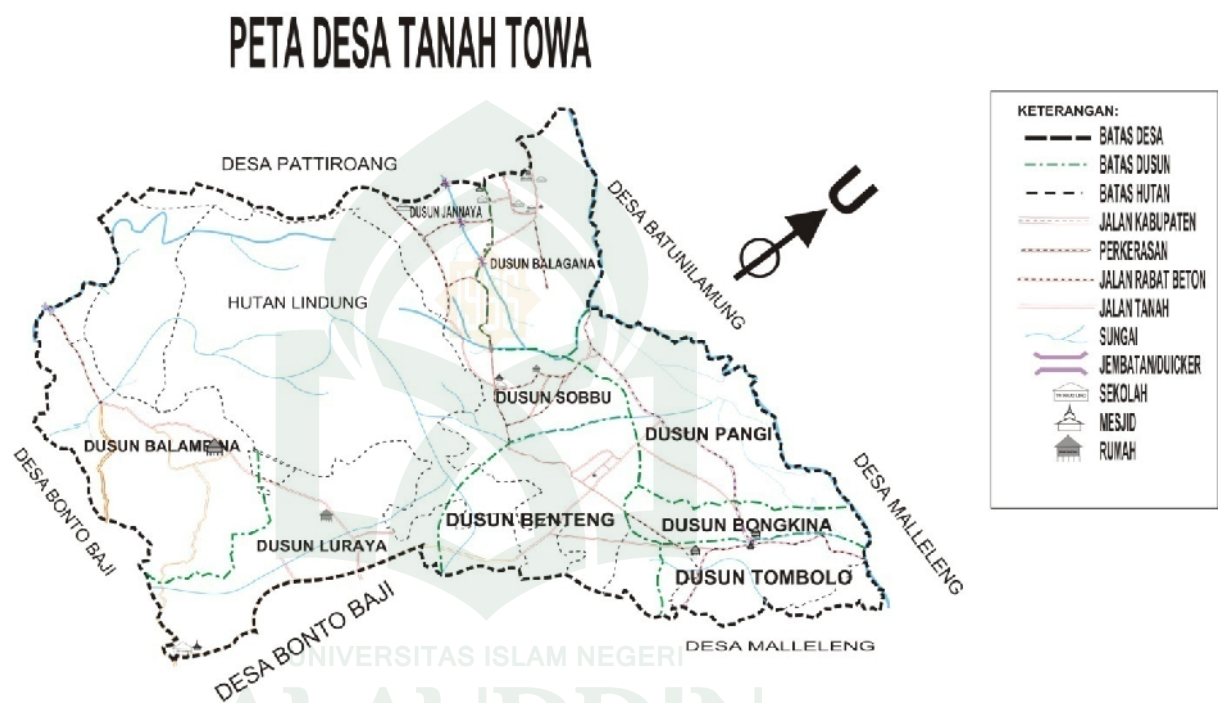 PETA DESA TANAH TOWA
DESA PATTIROANG
DESA BATUNILAMUNG
U
DUSUN JANNAYA
DUSUN BALAGANA
HUTAN LINDUNG
DUSUN SOBBU
DUSUN PANGI
DESA BONTO BAJI
DUSUN BENTENG
DUSUN BONGKINA
DESA MALLELENG
DUSUN LURAYA
DUSUN TOMBOLO
DESA BONTO BAJI
DESA MALLELENG
UNIVERSITAS ISLAM NEGERI
ALAUDDIN
KETERANGAN:
BATAS DESA
BATAS DUSUN
BATAS HUTAN
JALAN KABUPATEN
PERKERASAN
JALAN RABAT BETON
JALAN TANAH
SUNGAI
JEMBATAN/DUICKER
SEKOLAH
MESJID
RUMAH